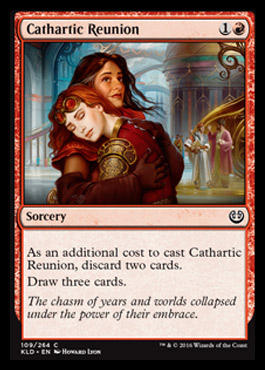 Cathartic Reunion 1
Sorcery
As an additional cost to cast Cathartic
Reunion, discard two cards.
Draw three cards.
The chasm of years and worlds collapsed
under the power of their embrace.
109/264 C
KLD • EN Howard Lyon
™ & © 2016 Wizards of the Coast